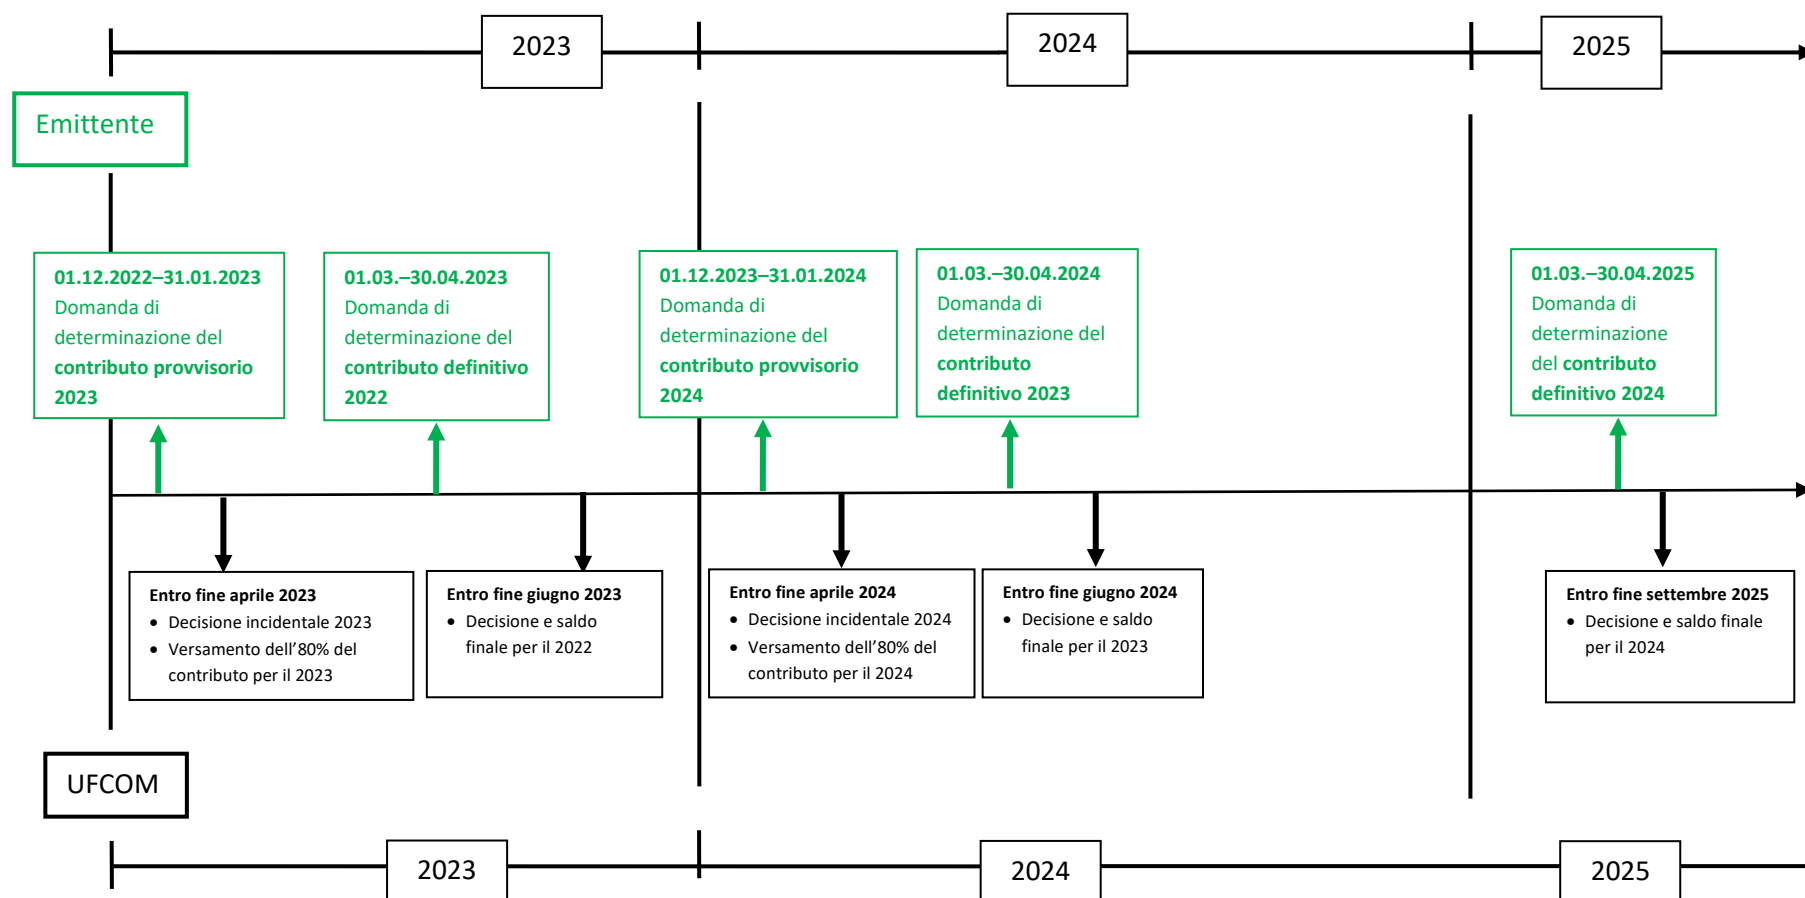 2023
2024
2025
Emittente
01.12.2022–31.01.2023
Domanda di
determinazione del
contributo provvisorio
2023
01.03.–30.04.2023
Domanda di
determinazione del
contributo definitivo
2022
01.12.2023–31.01.2024
Domanda di
determinazione del
contributo provvisorio
2024
01.03.–30.04.2024
Domanda di
determinazione del
contributo
definitivo 2023
01.03.–30.04.2025
Domanda di
determinazione
del contributo
definitivo 2024
Entro fine aprile 2023
• Decisione incidentale 2023
• Versamento dell’80% del
contributo per il 2023
Entro fine giugno 2023
• Decisione e saldo
finale per il 2022
Entro fine aprile 2024
• Decisione incidentale 2024
• Versamento dell’80% del
contributo per il 2024
Entro fine giugno 2024
• Decisione e saldo
finale per il 2023
Entro fine settembre 2025
• Decisione e saldo finale
per il 2024
UFCOM
2023
2024
2025